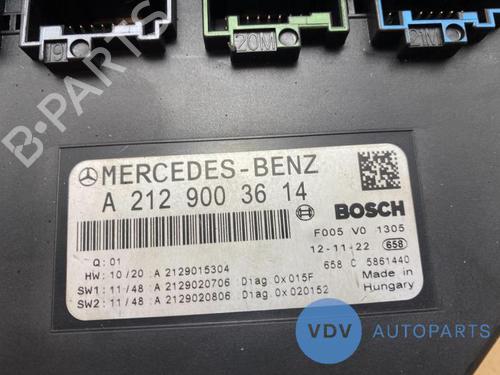 19
20M
21M
B-PARTS
MERCEDES-BENZ
A 212 900 36 14
BOSCH
F005 V0 1305
12-11-22 658
Q: 01
HW: 10/20 : A 2129015304
658 C 5861440
SW1: 11/48 : A 2129020706 Diag 0x015F
Made in
SW2: 11/48 : A 2129020806 Diag 0x020152
Hungary
VDV AUTOPARTS